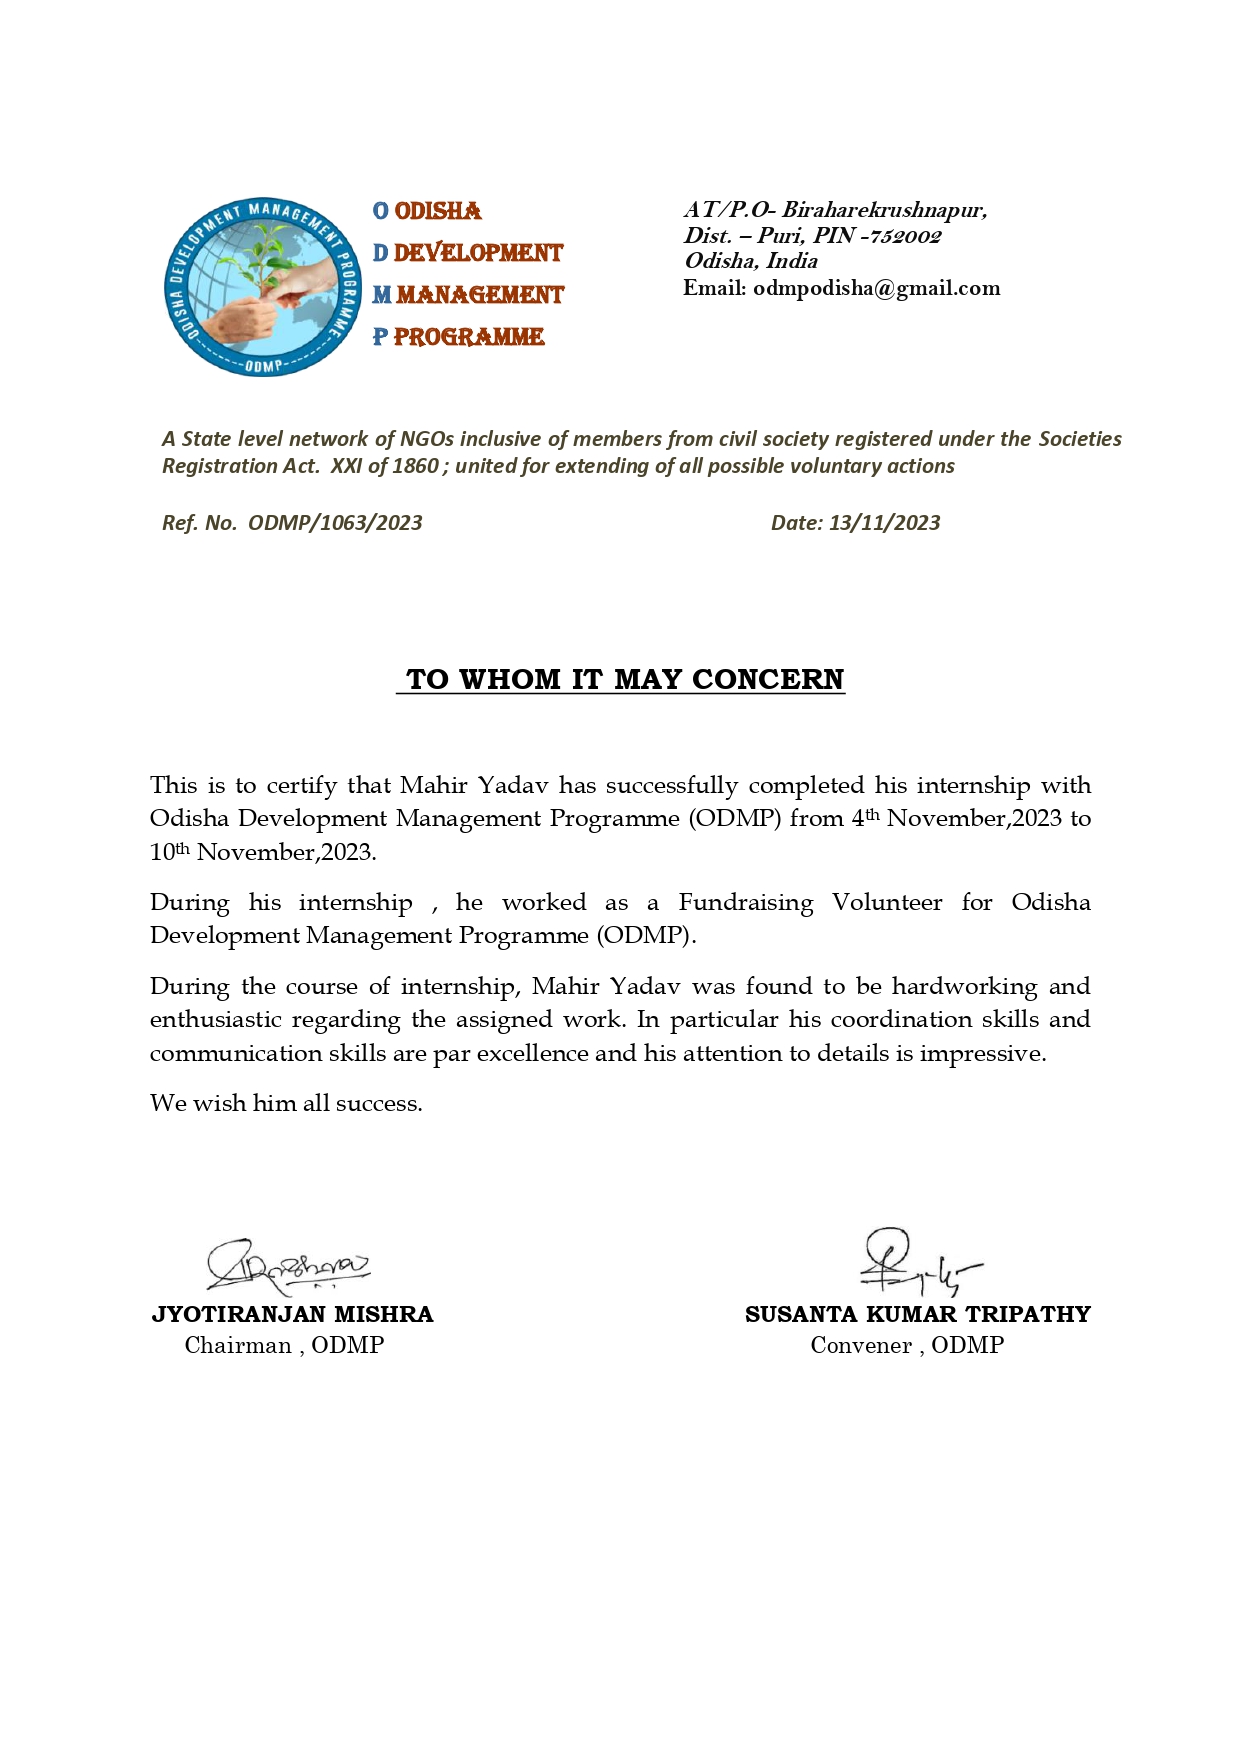 ODISHA DEVELOPMENT MANAGEMENT PROGRAMME
ODMP
O ODISHA
D DEVELOPMENT
M MANAGEMENT
P PROGRAMME
AT/P.O- Biraharekrushnapur,
Dist. – Puri, PIN -752002
Odisha, India
Email: odmpodisha@gmail.com
A State level network of NGOs inclusive of members from civil society registered under the Societies
Registration Act. XXI of 1860 ; united for extending of all possible voluntary actions
Ref. No. ODMP/1063/2023 Date: 13/11/2023
TO WHOM IT MAY CONCERN
This is to certify that Mahir Yadav has successfully completed his internship with
Odisha Development Management Programme (ODMP) from 4th November,2023 to
10th November,2023.
During his internship , he worked as a Fundraising Volunteer for Odisha
Development Management Programme (ODMP).
During the course of internship, Mahir Yadav was found to be hardworking and
enthusiastic regarding the assigned work. In particular his coordination skills and
communication skills are par excellence and his attention to details is impressive.
We wish him all success.
JYOTIRANJAN MISHRA SUSANTA KUMAR TRIPATHY
Chairman , ODMP Convener , ODMP